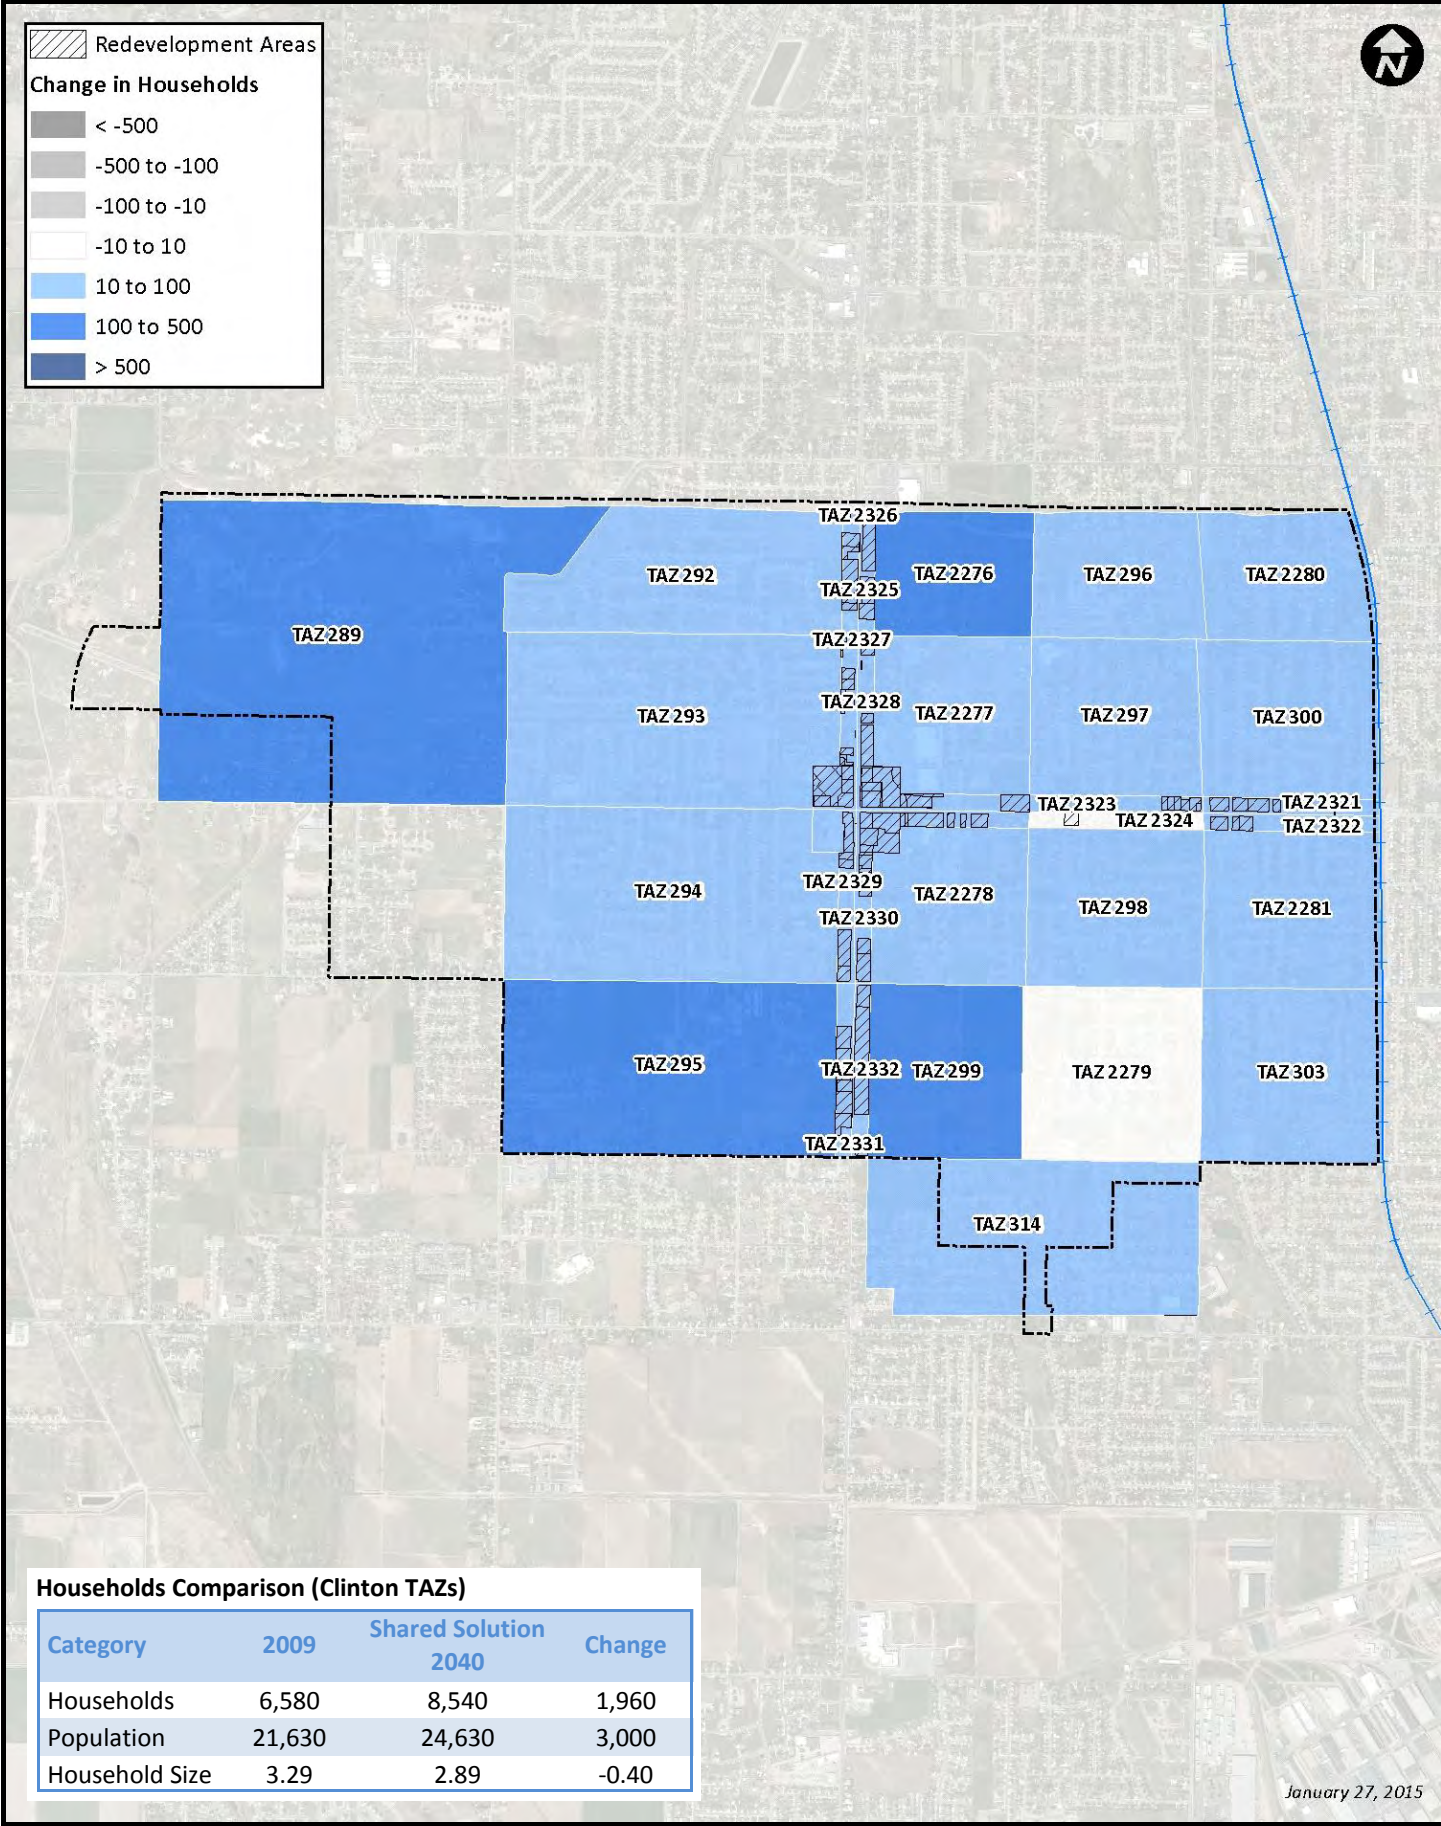 Redevelopment Areas
Change in Households
< -500
-500 to -100
-100 to -10
-10 to 10
10 to 100
100 to 500
> 500
N
TAZ 2326
TAZ 292
TAZ 2325
TAZ 2276
TAZ 296
TAZ 2280
TAZ 289
TAZ 2327
TAZ 293
TAZ 2328
TAZ 2277
TAZ 297
TAZ 300
TAZ 2323
TAZ 2321
TAZ 2324
TAZ 2322
TAZ 294
TAZ 2329
TAZ 2278
TAZ 298
TAZ 2281
TAZ 2330
TAZ 295
TAZ 2332
TAZ 299
TAZ 2279
TAZ 303
TAZ 2331
TAZ 314
Households Comparison (Clinton TAZs)
Category 2009 Shared Solution 2040 Change
Households 6,580 8,540 1,960
Population 21,630 24,630 3,000
Household Size 3.29 2.89 -0.40
January 27, 2015